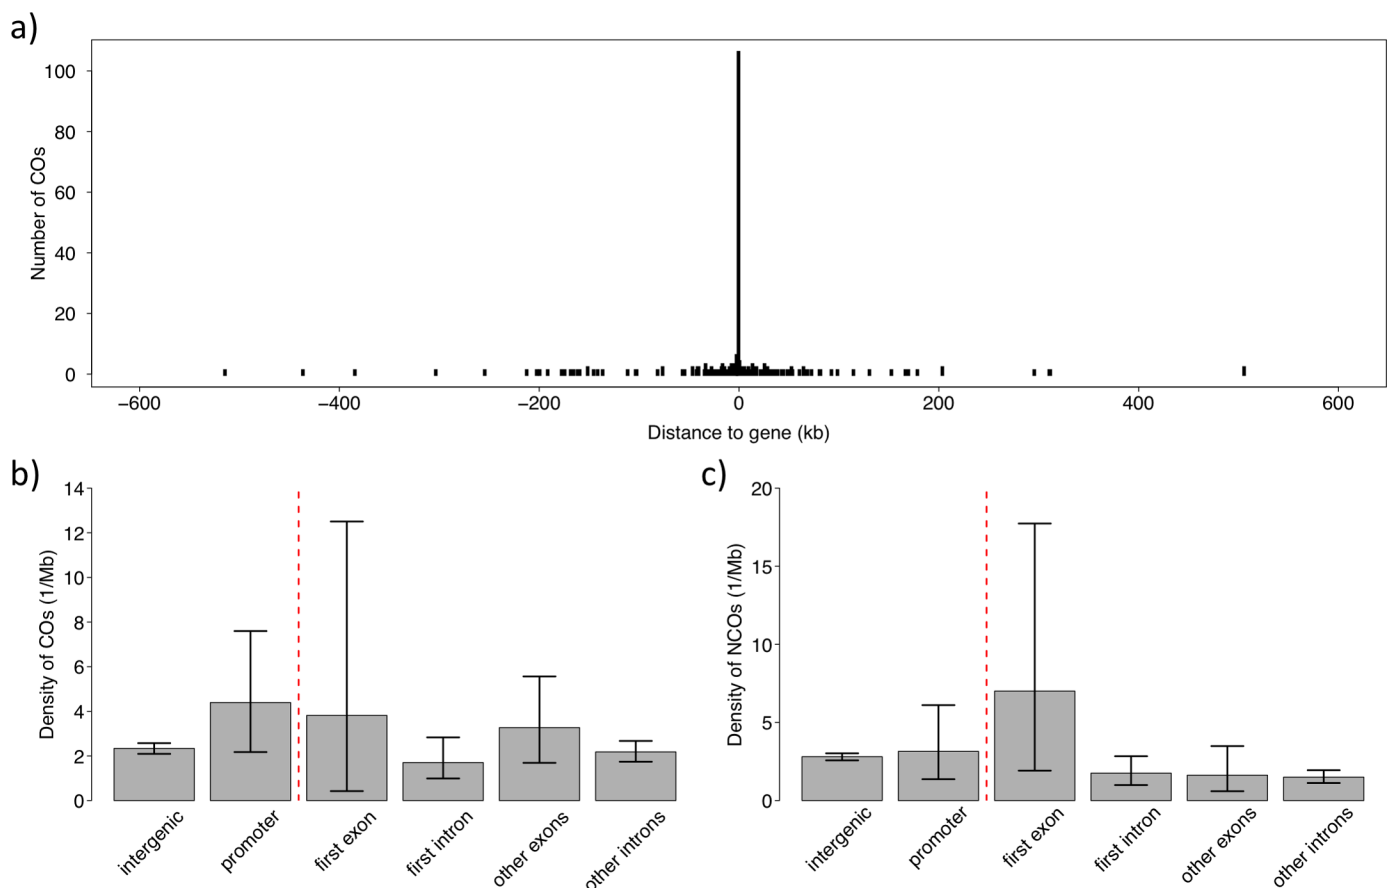 a)
Number of COs
100
80
60
40
20
0
−600
−400
−200
0
200
400
600
Distance to gene (kb)
b)
Density of COs (1/Mb)
14
12
10
8
6
4
2
0
intergenic
promoter
first exon
first intron
other exons
other introns
c)
Density of NCOs (1/Mb)
20
15
10
5
0
intergenic
promoter
first exon
first intron
other exons
other introns